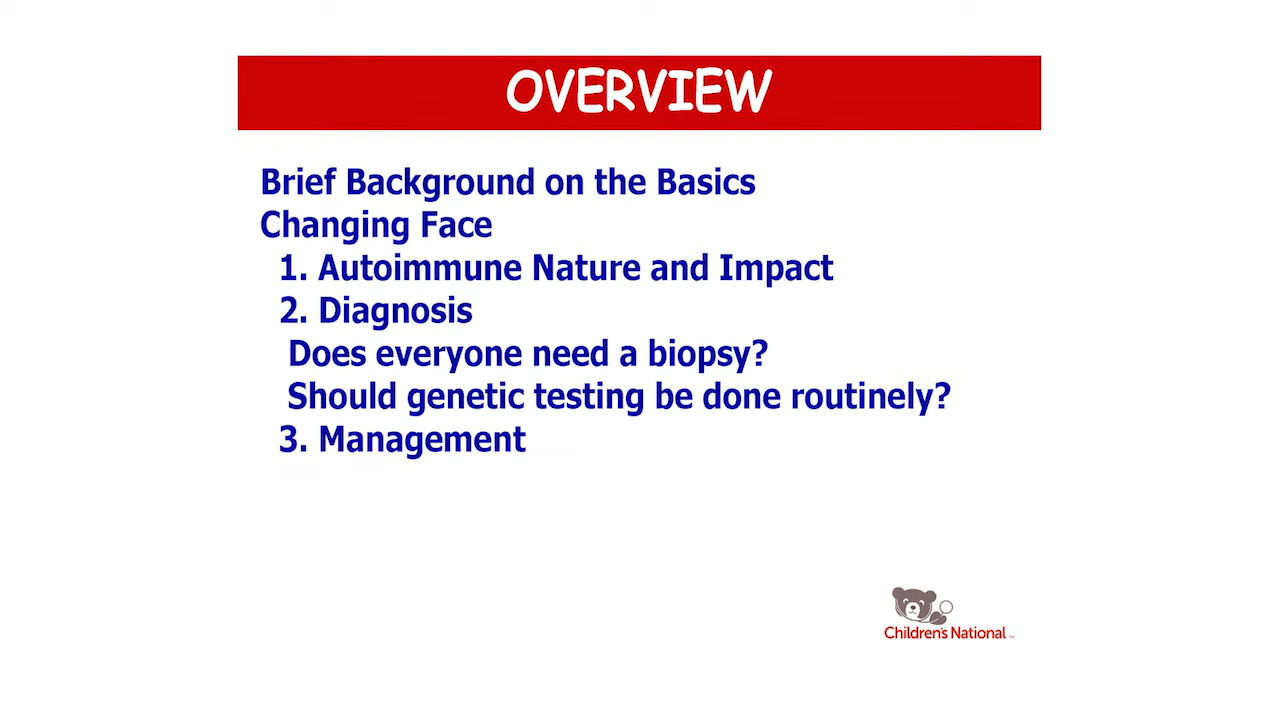 OVERVIEW
Brief Background on the Basics
Changing Face
1. Autoimmune Nature and Impact
2. Diagnosis
Does everyone need a biopsy?
Should genetic testing be done routinely?
3. Management
Children's National